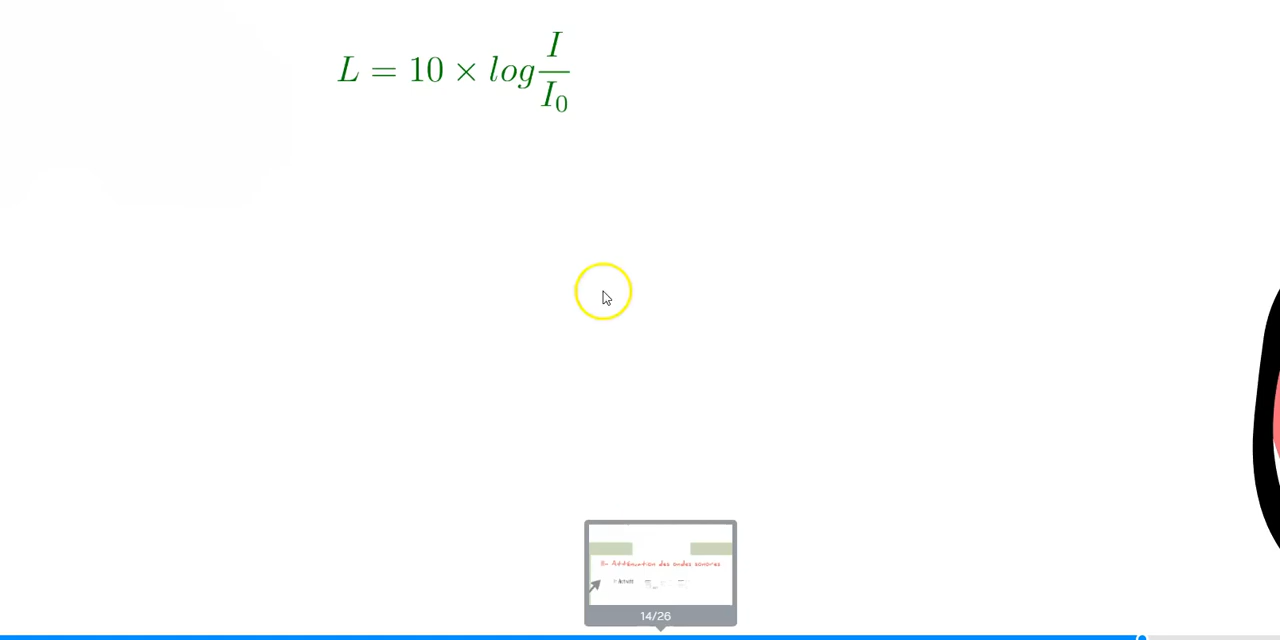 L = 10 × log I/I₀
Atténuation des ondes sonores
14/26